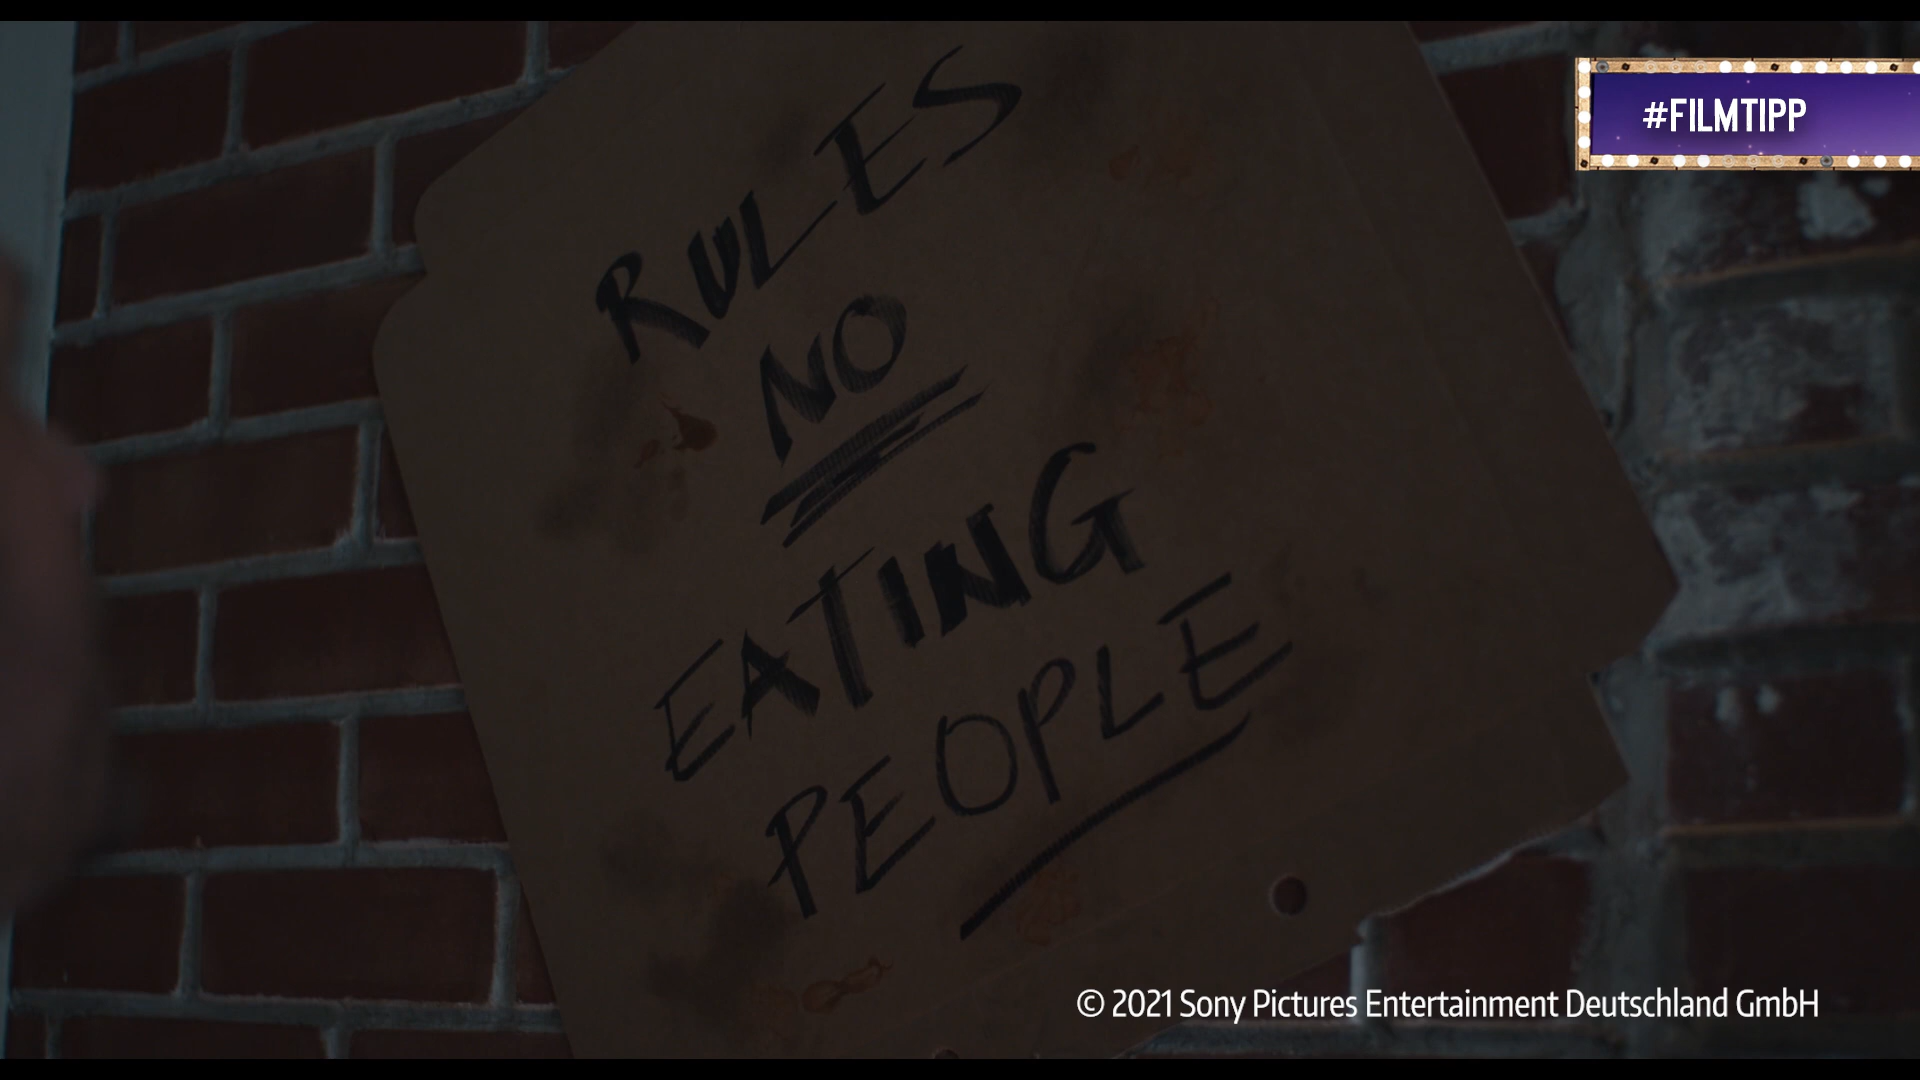 #FILMTIPP
RULES
NO
EATING
PEOPLE
© 2021 Sony Pictures Entertainment Deutschland GmbH